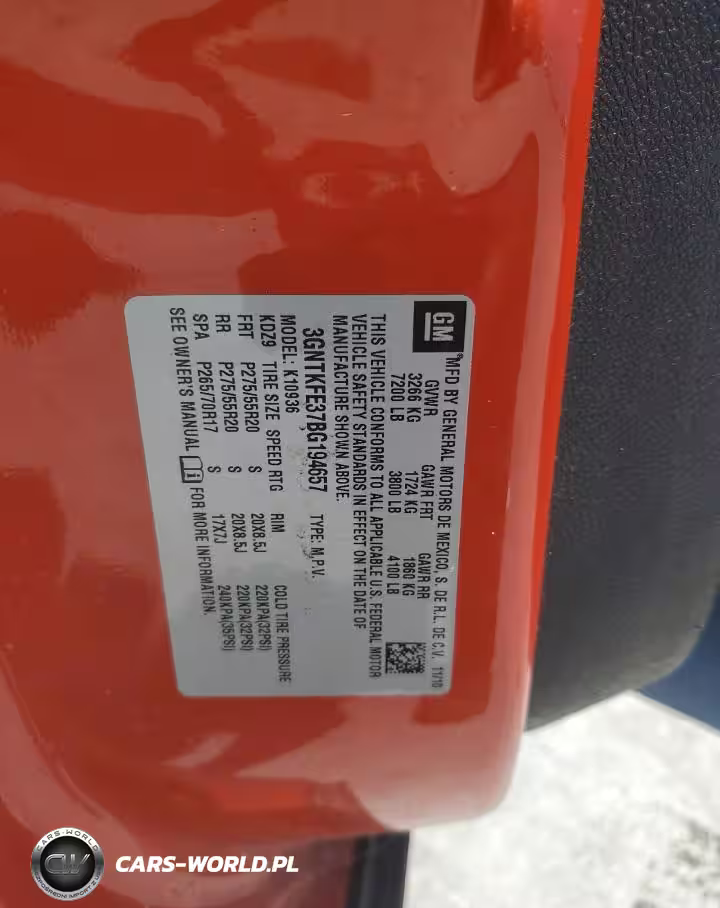 GM
®MFD BY GENERAL MOTORS DE MEXICO, S. DE R.L. DE C.V. 11/10
GVWR GAWR FRT GAWR RR
3266 KG 1724 KG 1860 KG
7200 LB 3800 LB 4100 LB
THIS VEHICLE CONFORMS TO ALL APPLICABLE U.S. FEDERAL MOTOR
VEHICLE SAFETY STANDARDS IN EFFECT ON THE DATE OF
MANUFACTURE SHOWN ABOVE.
3GNTKFE37BG194657 TYPE: M.P.V.
MODEL: K10936
KDZ9 TIRE SIZE SPEED RTG RIM COLD TIRE PRESSURE
FRT P275/55R20 S 20X8.5J 220KPA(32PSI)
RR P275/55R20 S 20X8.5J 220KPA(32PSI)
SPA P265/70R17 17X7J 240KPA(35PSI)
SEE OWNER'S MANUAL FOR MORE INFORMATION.
CARS-WORLD
CW
CARS-WORLD.PL